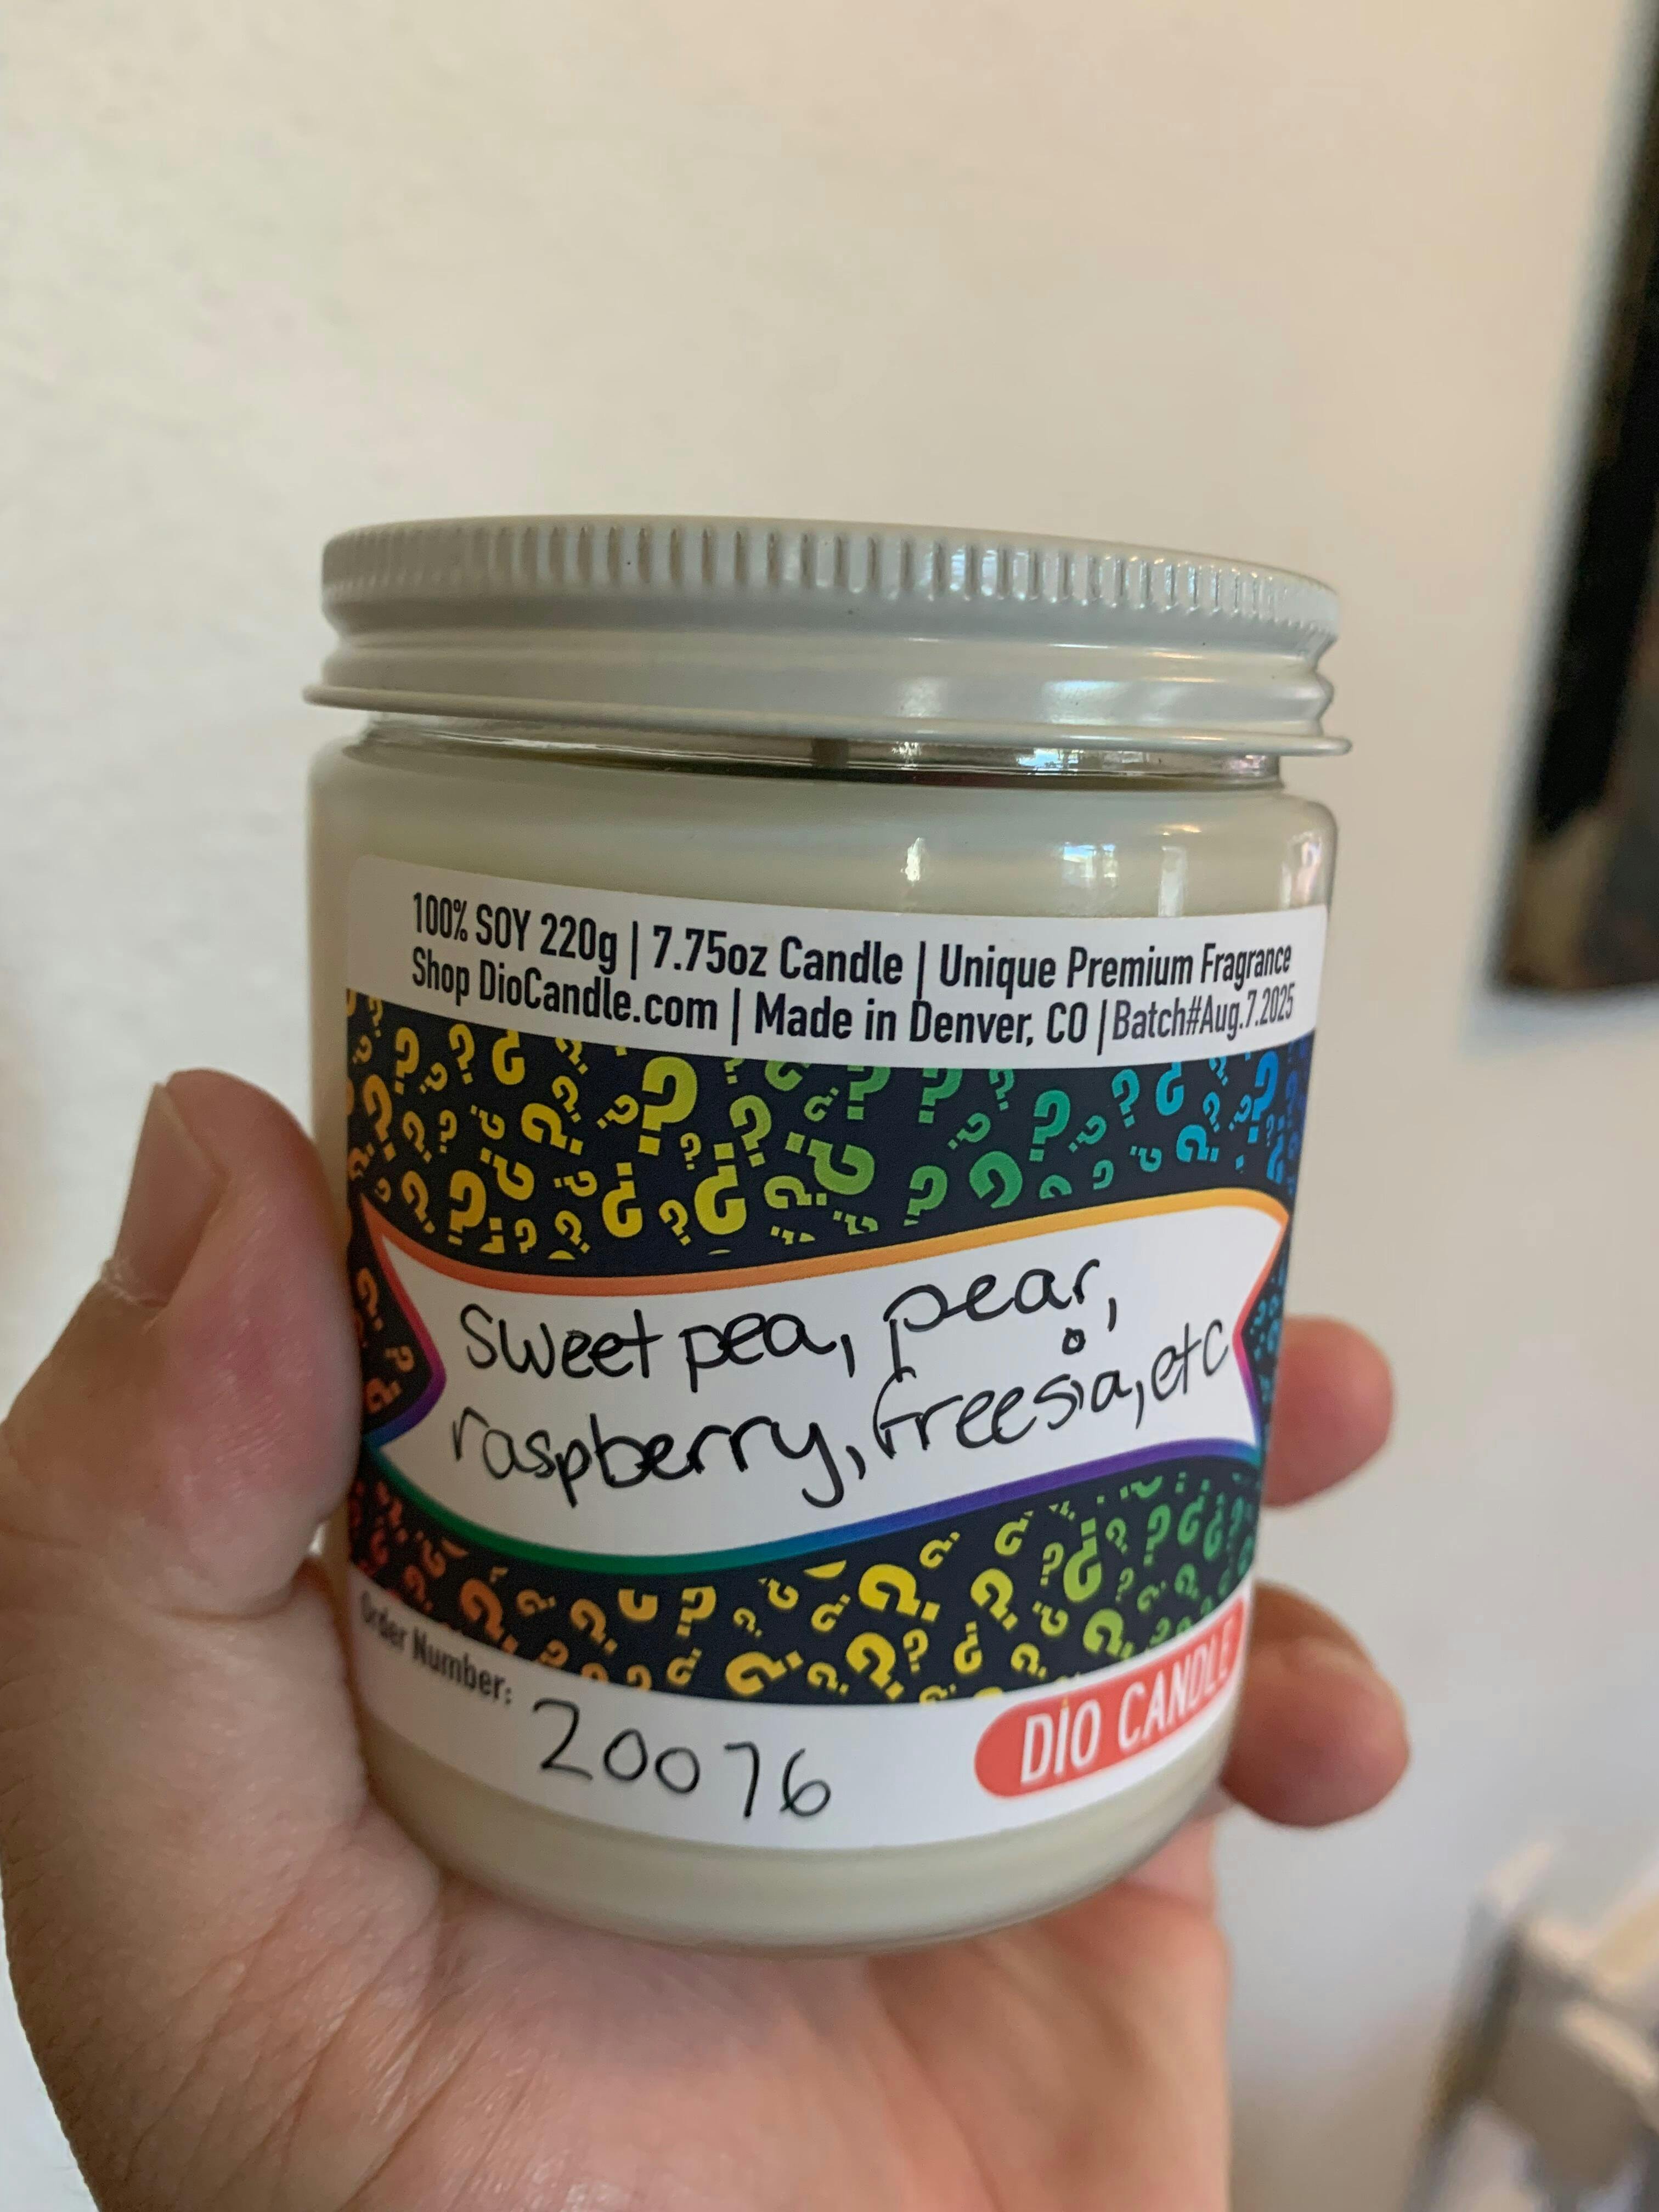 100% SOY 220g | 7.75oz Candle | Unique Premium Fragrance
Shop DioCandle.com | Made in Denver, CO | Batch#Aug.7.2025
sweet pea, pear,
raspberry, freesia, etc
Order Number: 20076
DIO CANDLE